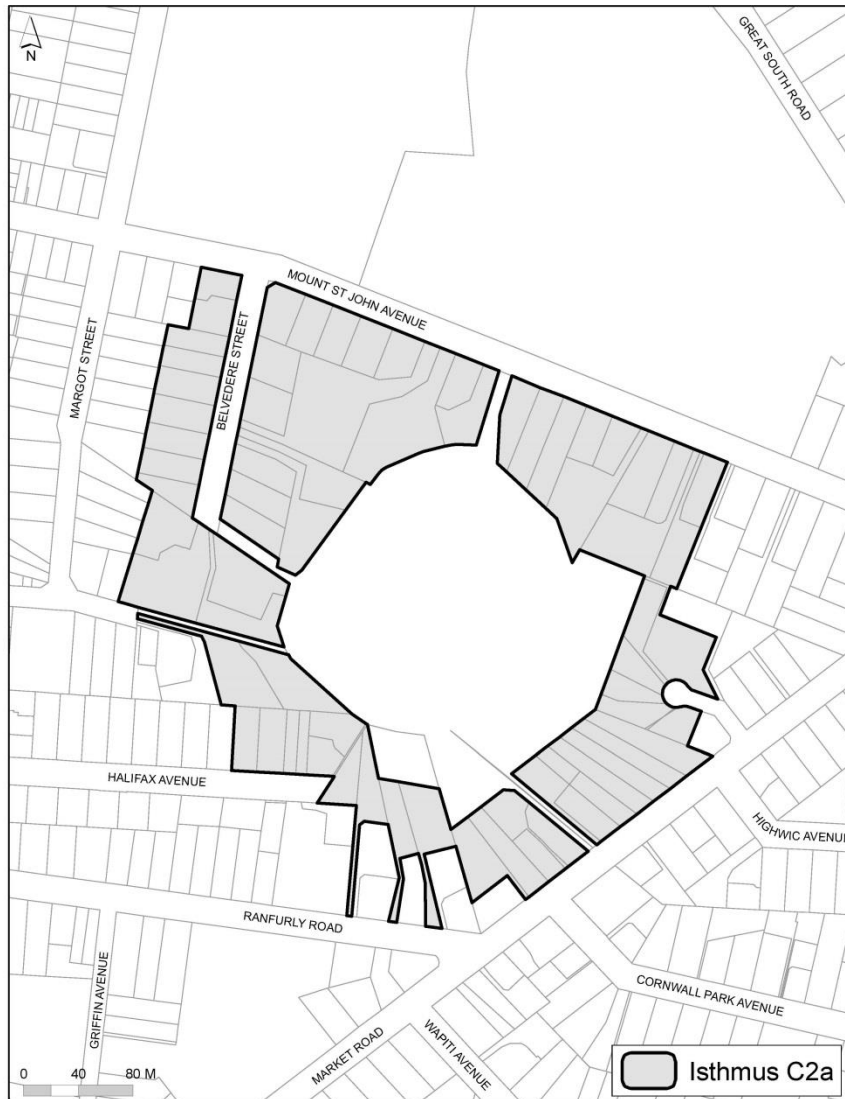 N
GREAT SOUTH ROAD
MOUNT ST JOHN AVENUE
MARGOT STREET
BELVEDERE STREET
HALIFAX AVENUE
HIGHWIC AVENUE
RANFURLY ROAD
GRIFFIN AVENUE
CORNWALL PARK AVENUE
MARKET ROAD
WAPITI AVENUE
0 40 80 M
Isthmus C2a